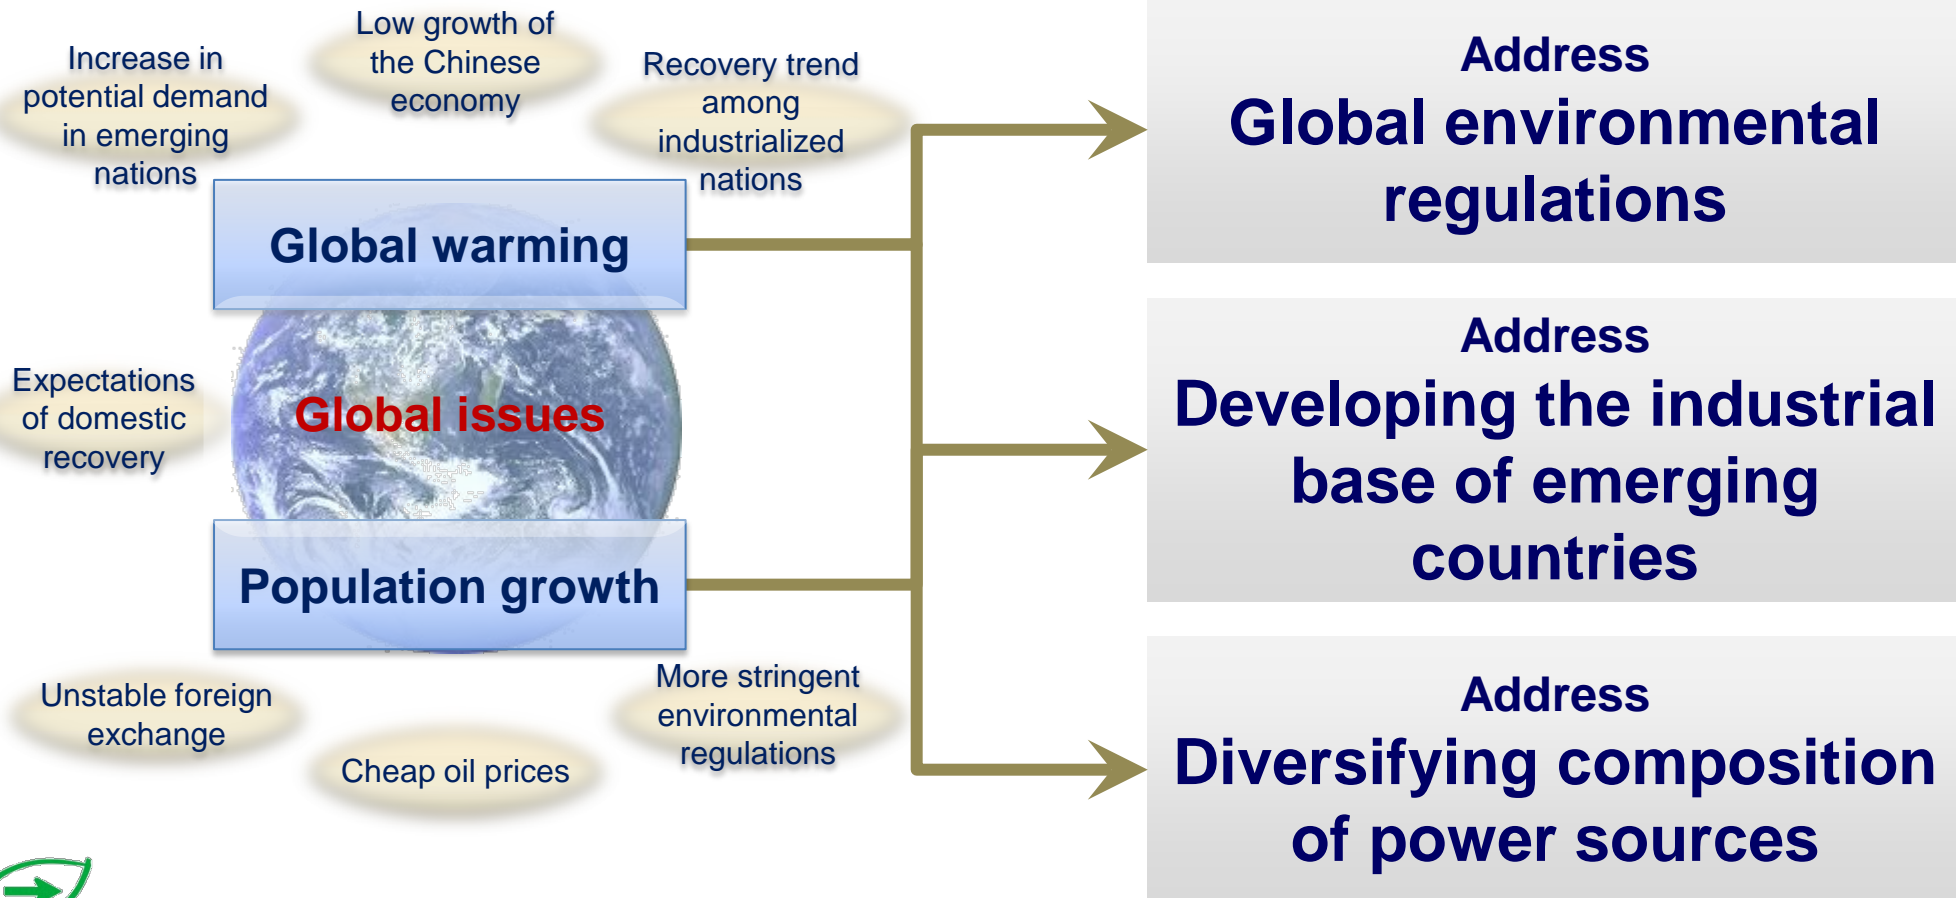 Low growth of
the Chinese
economy
Increase in
potential demand
in emerging
nations
Recovery trend
among
industrialized
nations
Global warming
Expectations
of domestic
recovery
Global issues
Population growth
Unstable foreign
exchange
Cheap oil prices
More stringent
environmental
regulations
Address
Global environmental
regulations
Address
Developing the industrial
base of emerging
countries
Address
Diversifying composition
of power sources